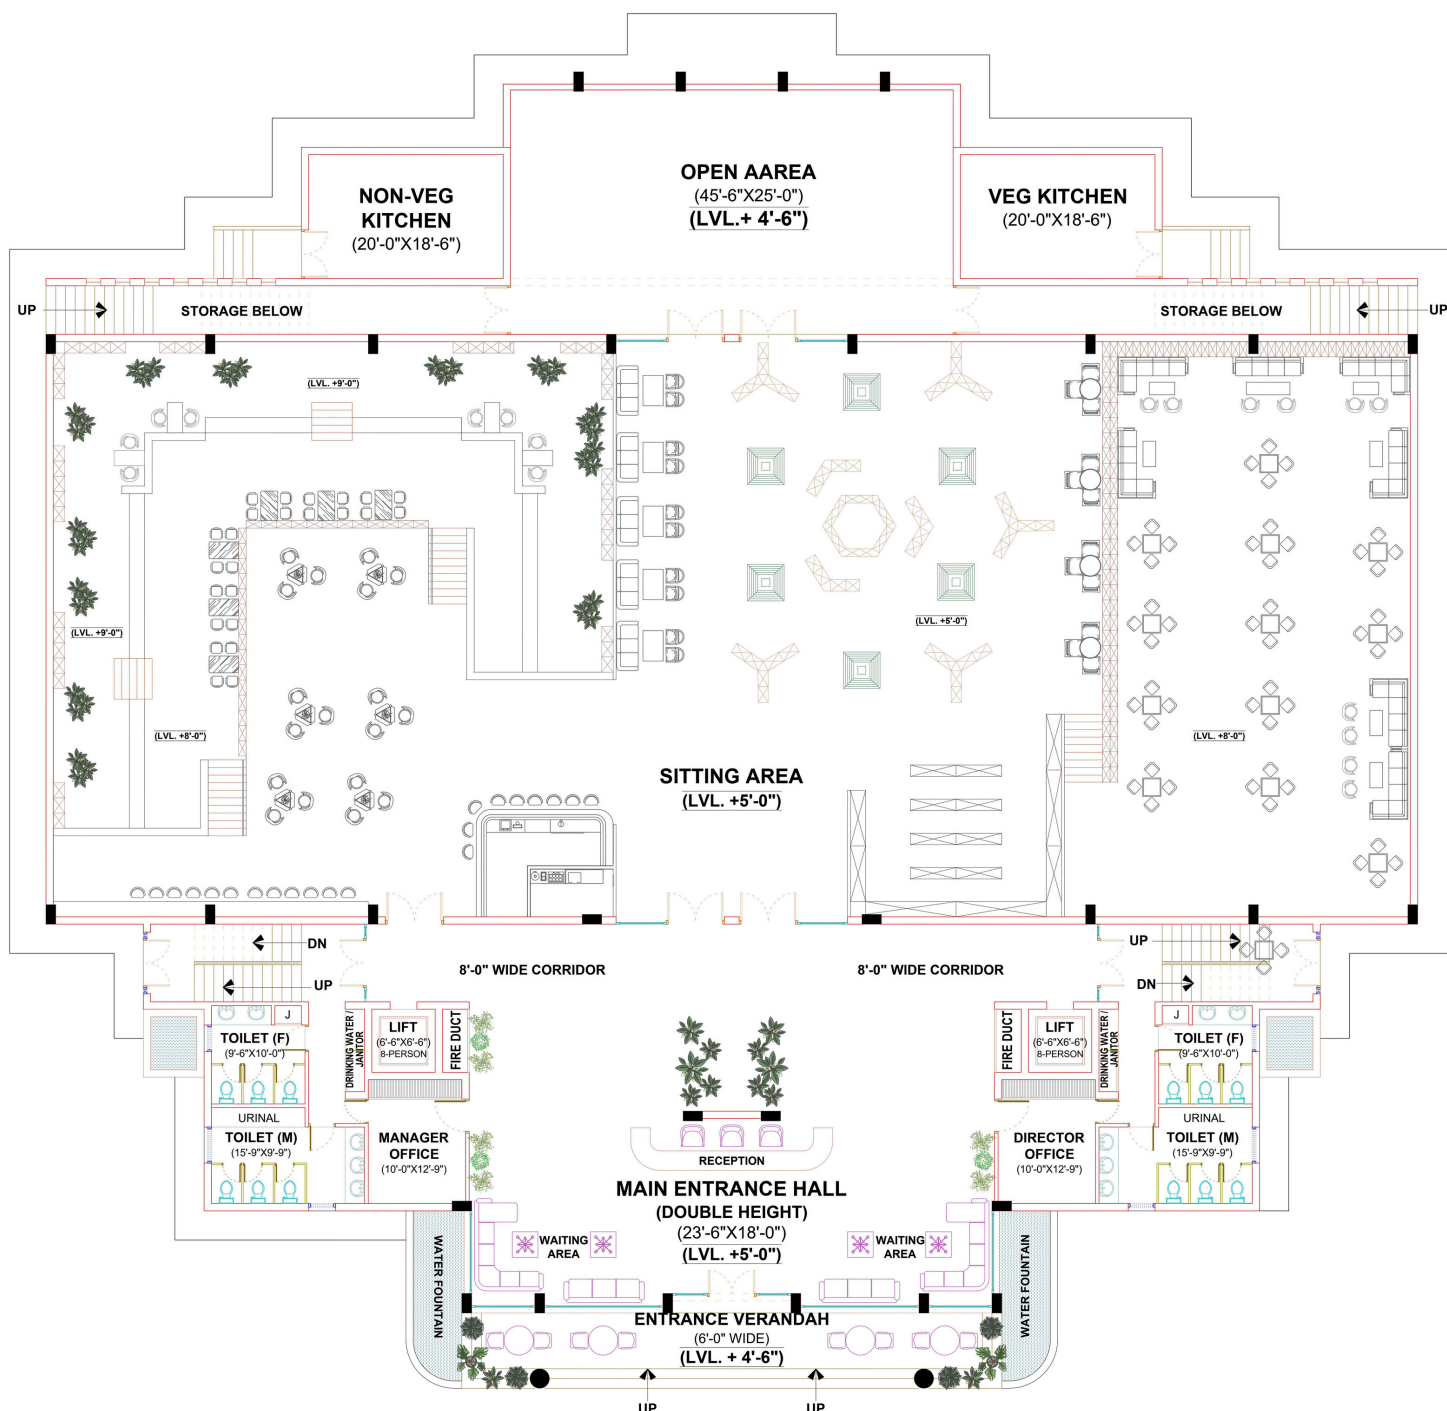 OPEN AAREA
(45'-6"X25'-0")
(LVL.+ 4'-6")
NON-VEG
KITCHEN
(20'-0"X18'-6")
VEG KITCHEN
(20'-0"X18'-6")
UP
STORAGE BELOW
STORAGE BELOW
UP
(LVL. +9'-0")
(LVL. +9'-0")
(LVL. +8'-0")
(LVL. +5'-0")
(LVL. +8'-0")
SITTING AREA
(LVL. +5'-0")
DN
UP
8'-0" WIDE CORRIDOR
8'-0" WIDE CORRIDOR
UP
DN
J
TOILET (F)
(9'-6"X10'-0")
DRINKING WATER /
JANITOR
LIFT
(6'-6"X6'-6")
8-PERSON
FIRE DUCT
FIRE DUCT
LIFT
(6'-6"X6'-6")
8-PERSON
DRINKING WATER /
JANITOR
J
TOILET (F)
(9'-6"X10'-0")
URINAL
TOILET (M)
(15'-9"X9'-9")
MANAGER
OFFICE
(10'-0"X12'-9")
RECEPTION
DIRECTOR
OFFICE
(10'-0"X12'-9")
URINAL
TOILET (M)
(15'-9"X9'-9")
MAIN ENTRANCE HALL
(DOUBLE HEIGHT)
(23'-6"X18'-0")
(LVL. +5'-0")
WAITING
AREA
WAITING
AREA
WATER FOUNTAIN
WATER FOUNTAIN
ENTRANCE VERANDAH
(6'-0" WIDE)
(LVL. + 4'-6")
UP
UP